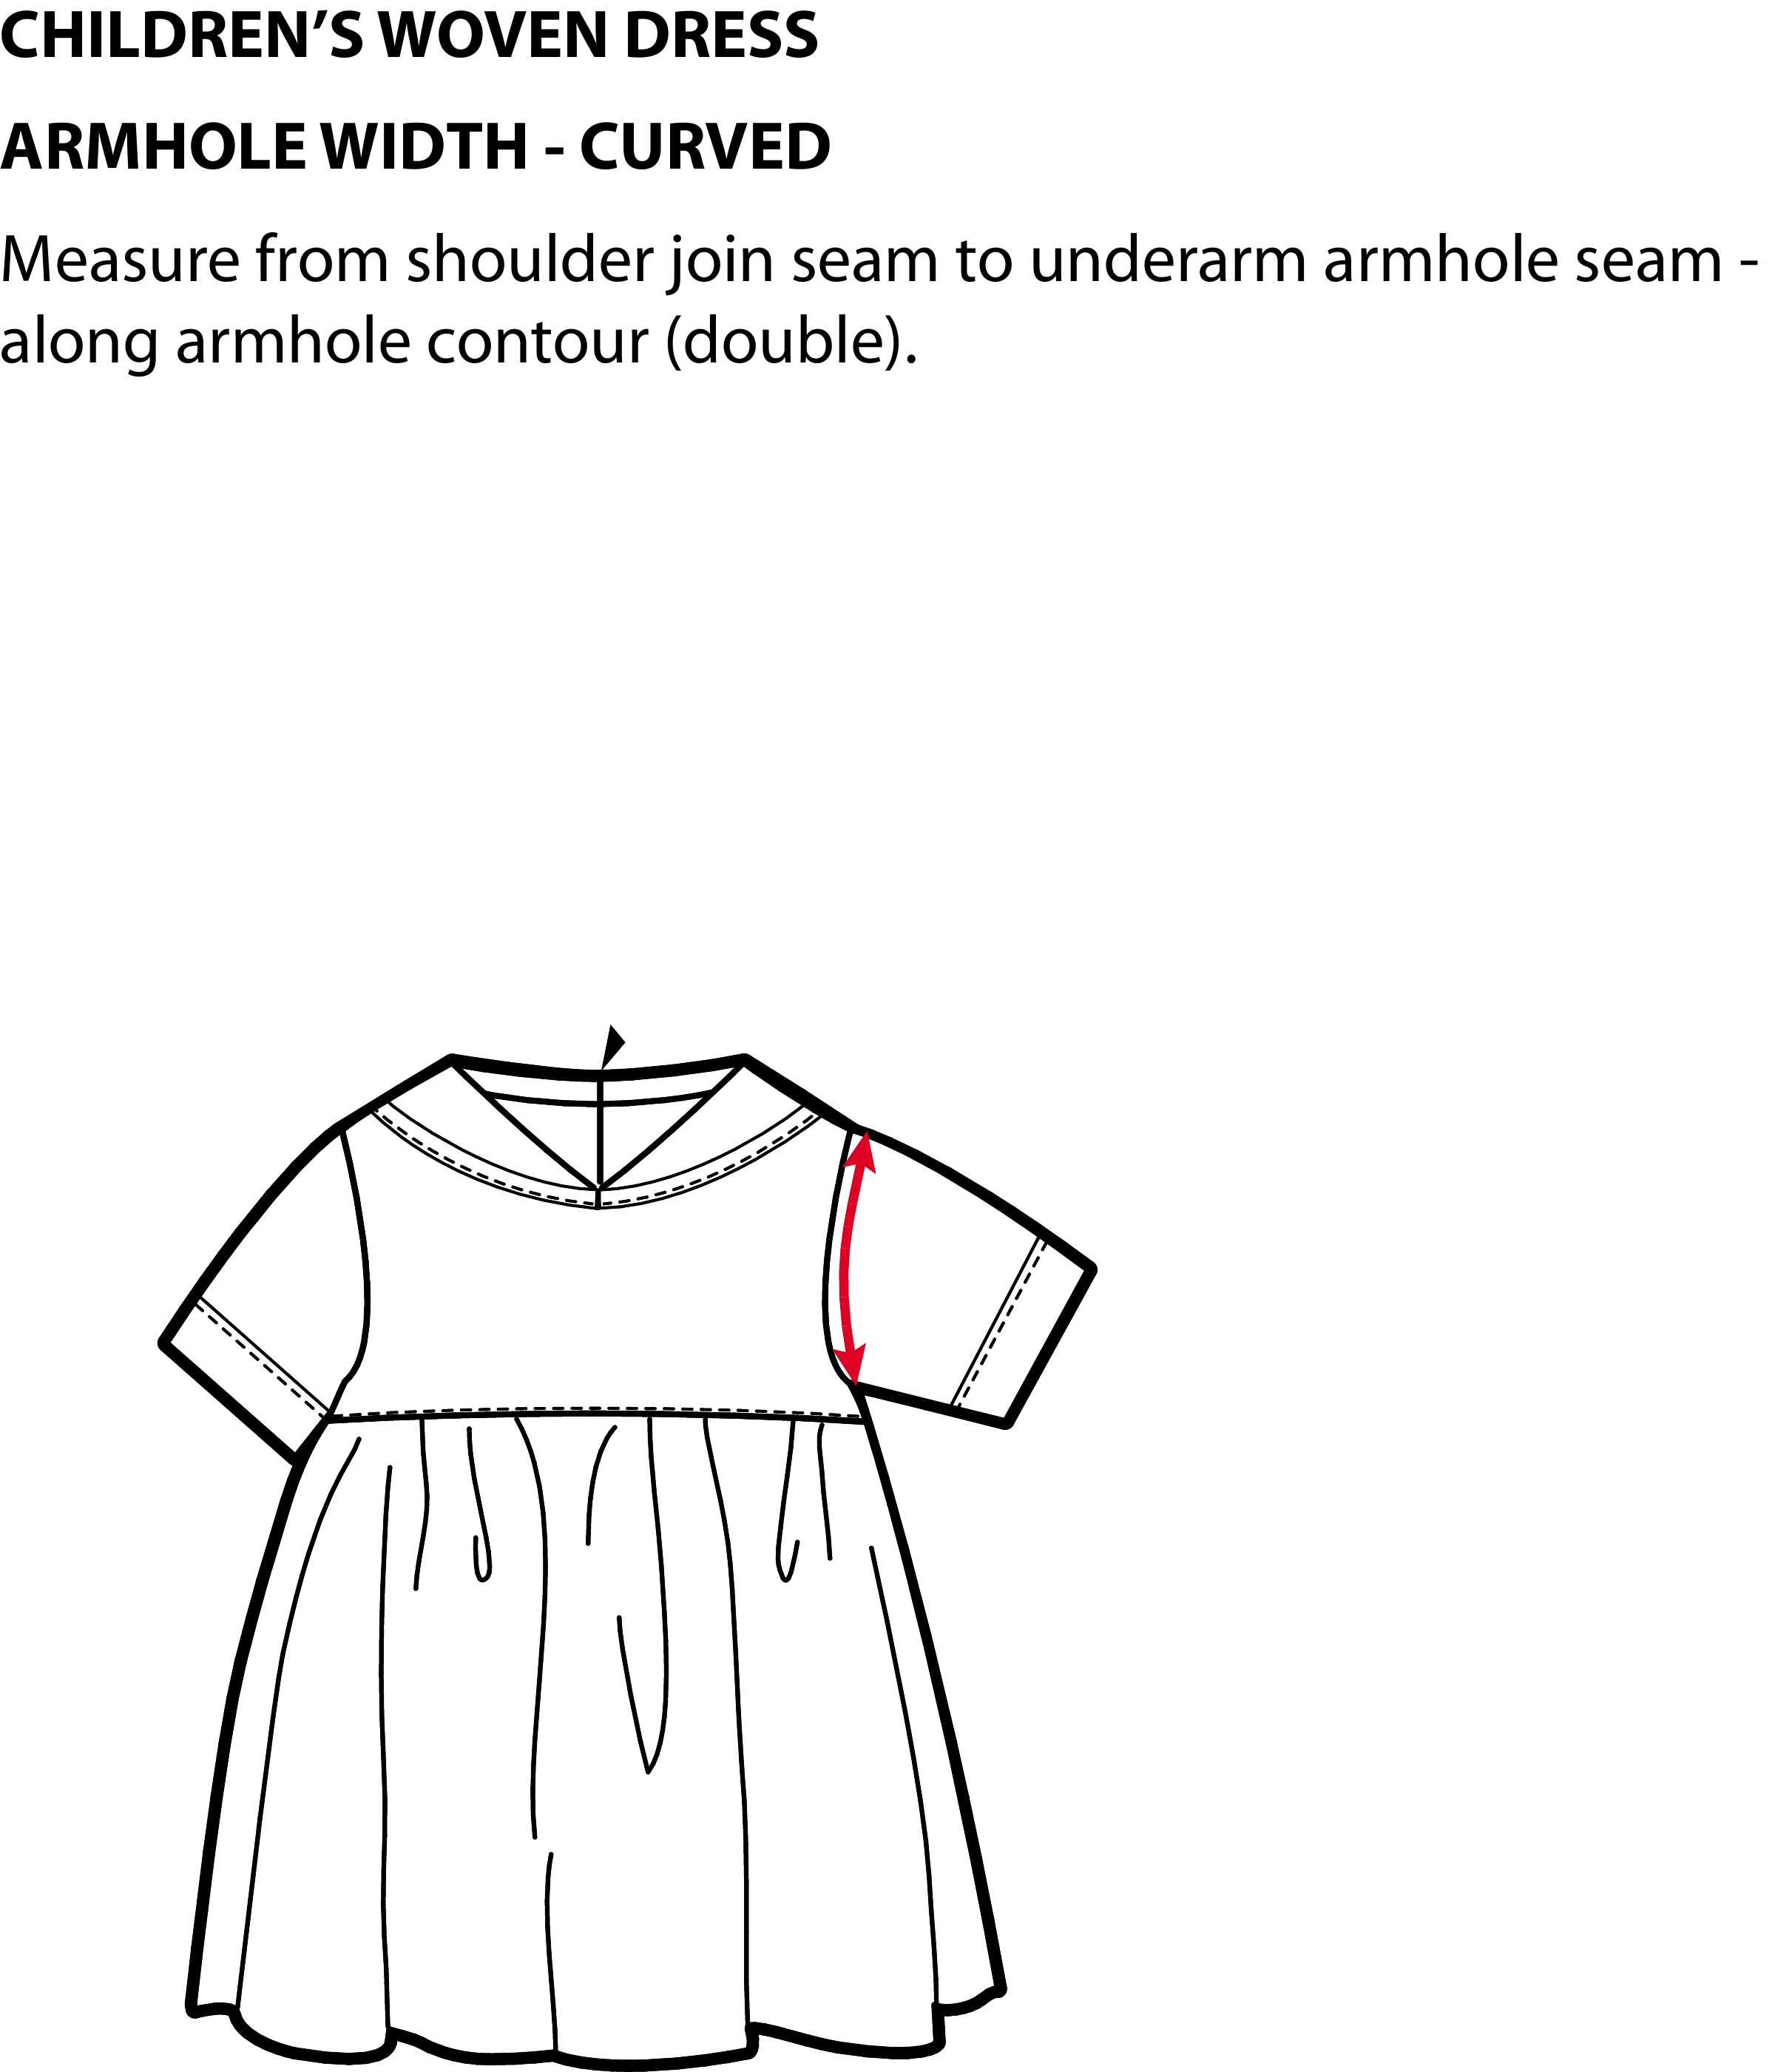 CHILDREN’S WOVEN DRESS
ARMHOLE WIDTH - CURVED
Measure from shoulder join seam to underarm armhole seam -
along armhole contour (double).